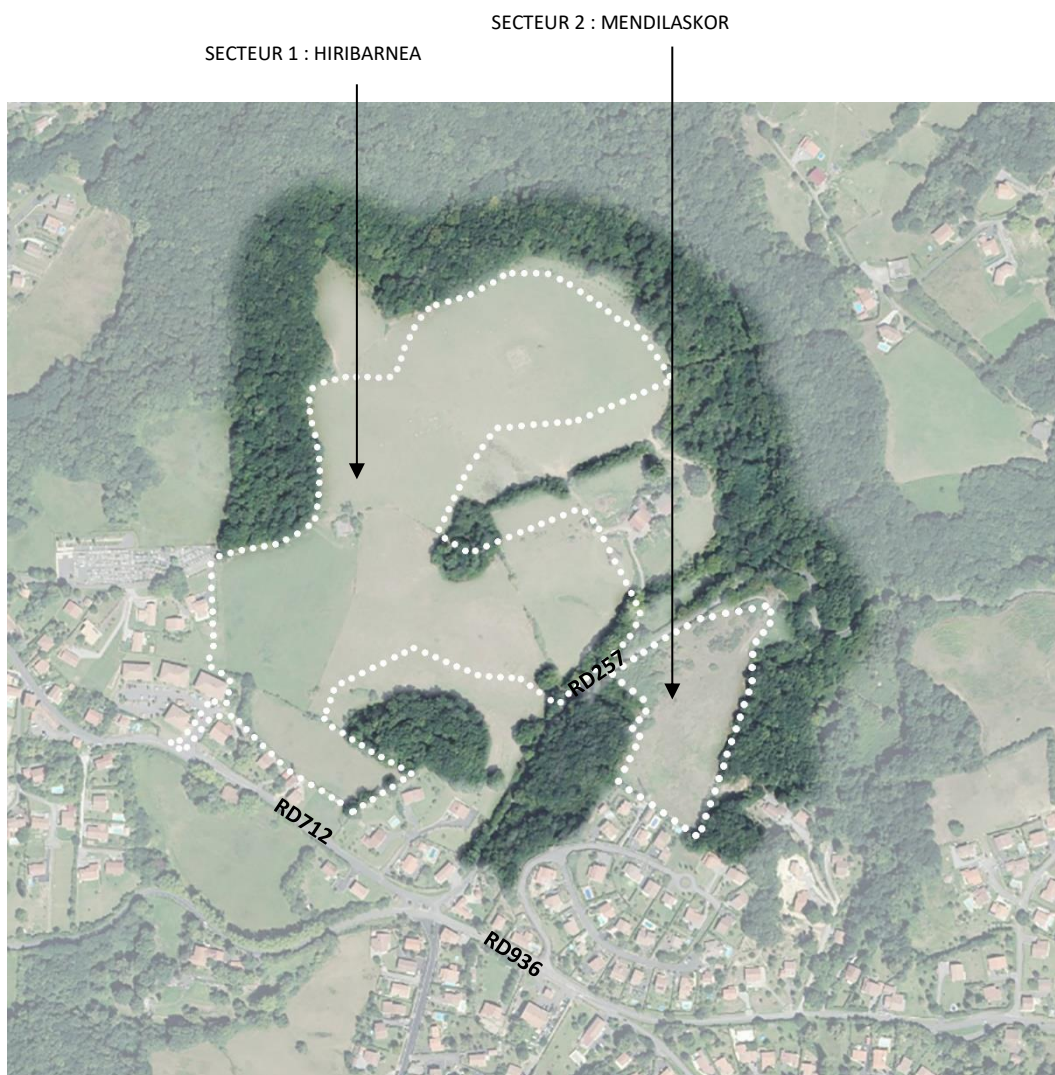 SECTEUR 2 : MENDILASKOR
SECTEUR 1 : HIRIBARNEA
RD257
RD712
RD936